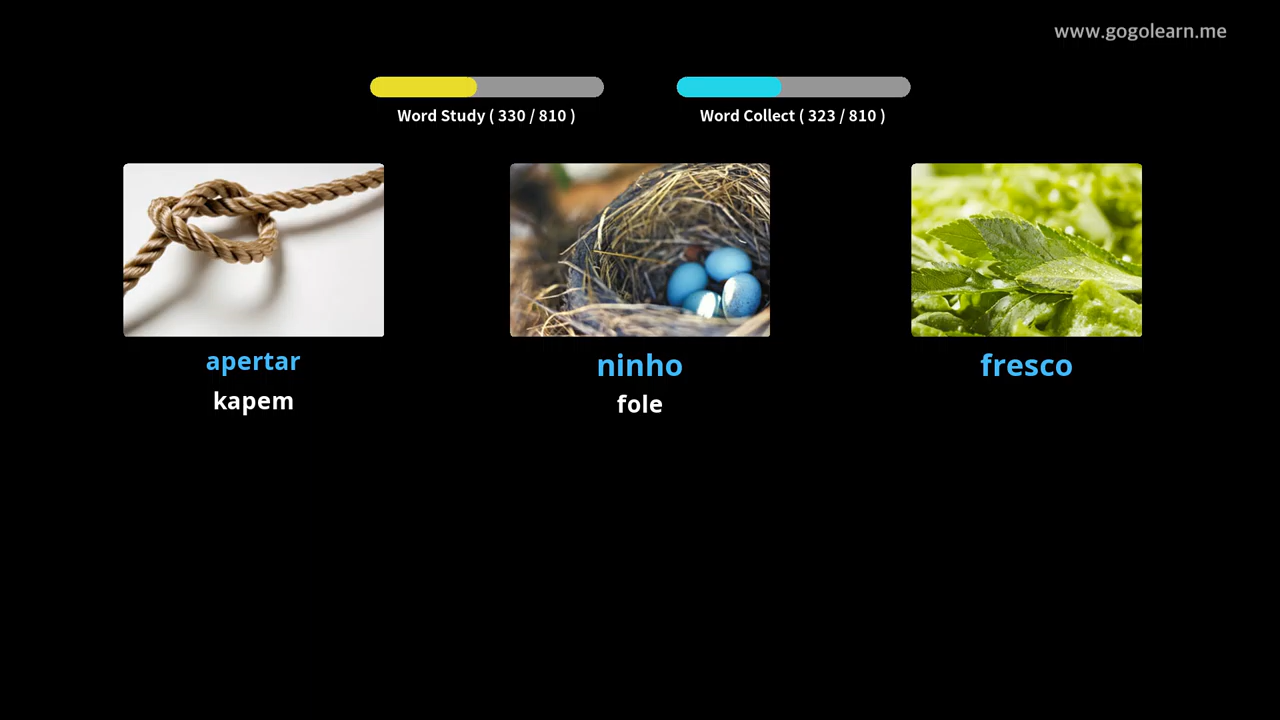 www.gogolearn.me
Word Study ( 330 / 810 )
Word Collect ( 323 / 810 )
apertar
kapem
ninho
fole
fresco